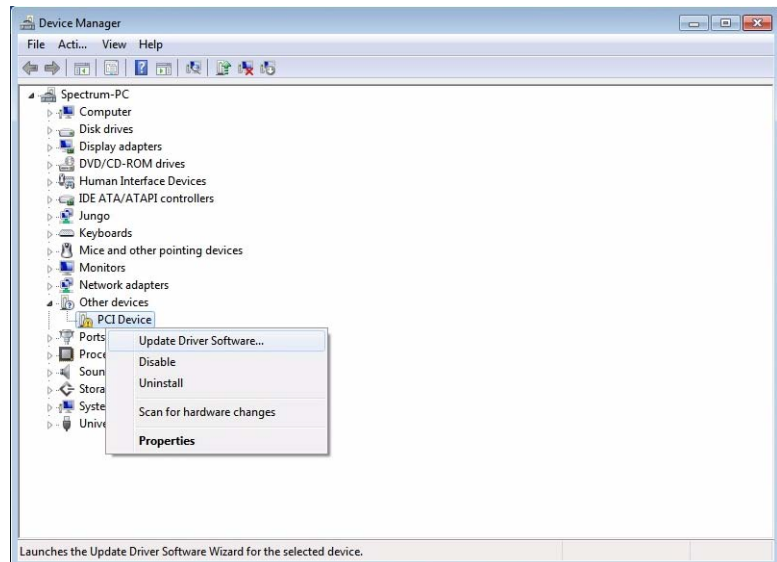 Device Manager
File Acti... View Help
Spectrum-PC
Computer
Disk drives
Display adapters
DVD/CD-ROM drives
Human Interface Devices
IDE ATA/ATAPI controllers
Jungo
Keyboards
Mice and other pointing devices
Monitors
Network adapters
Other devices
PCI Device
Ports
Update Driver Software...
Proce
Disable
Soun
Uninstall
Stora
Syste
Scan for hardware changes
Unive
Properties
Launches the Update Driver Software Wizard for the selected device.